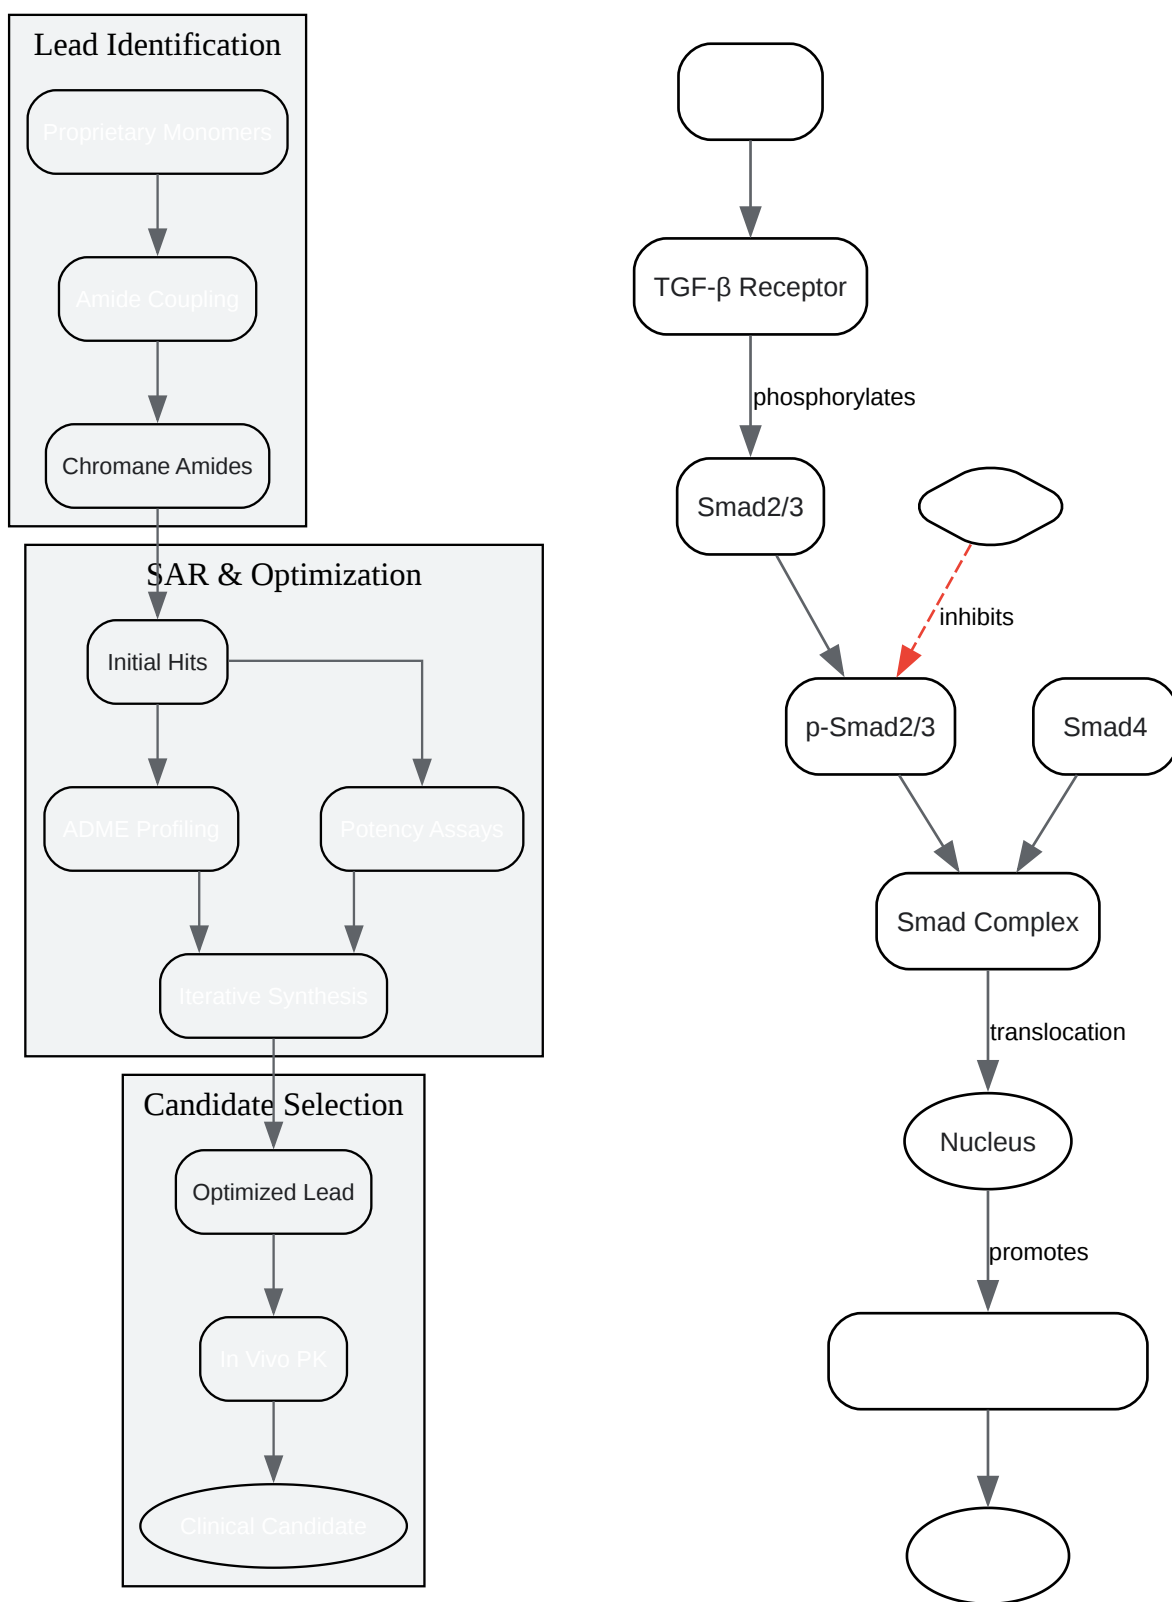 Lead Identification
Proprietary Monomers
Amide Coupling
Chromane Amides
SAR & Optimization
Initial Hits
ADME Profiling
Potency Assays
Iterative Synthesis
Candidate Selection
Optimized Lead
In Vivo PK
Clinical Candidate
TGF-β Receptor
phosphorylates
Smad2/3
inhibits
p-Smad2/3
Smad4
Smad Complex
translocation
Nucleus
promotes